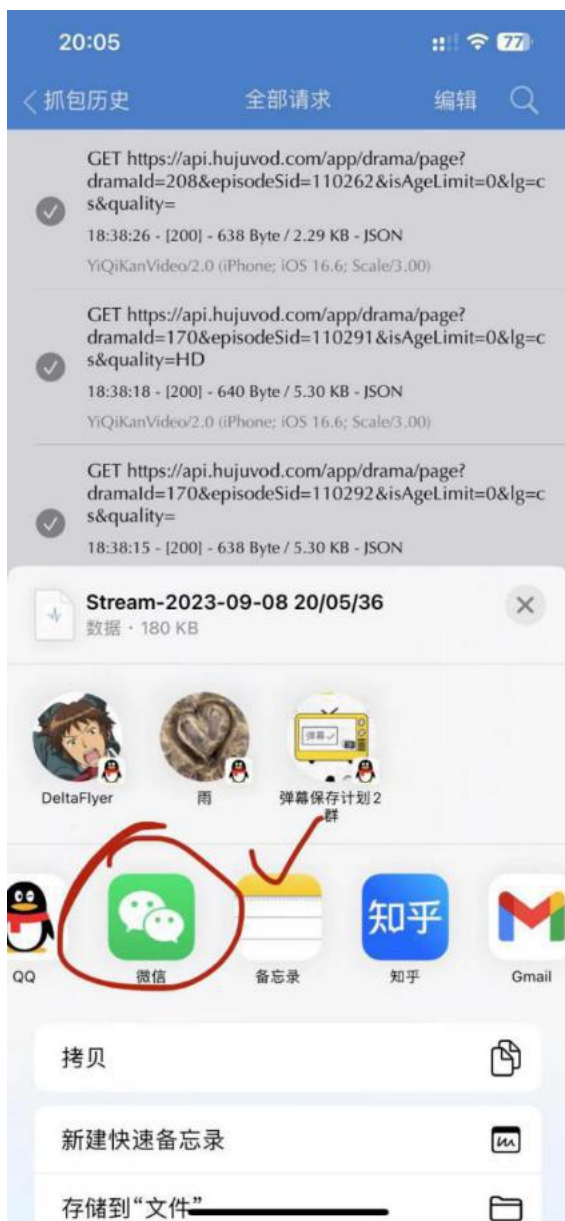 20:05
77
抓包历史
全部请求
编辑
GET https://api.hujuvod.com/app/drama/page?
dramaId=208&episodeSid=110262&isAgeLimit=0&lg=c
s&quality=
18:38:26 - [200] - 638 Byte / 2.29 KB - JSON
YiQiKanVideo/2.0 (iPhone; iOS 16.6; Scale/3.00)
GET https://api.hujuvod.com/app/drama/page?
dramaId=170&episodeSid=110291&isAgeLimit=0&lg=c
s&quality=HD
18:38:18 - [200] - 640 Byte / 5.30 KB - JSON
YiQiKanVideo/2.0 (iPhone; iOS 16.6; Scale/3.00)
GET https://api.hujuvod.com/app/drama/page?
dramaId=170&episodeSid=110292&isAgeLimit=0&lg=c
s&quality=
18:38:15 - [200] - 638 Byte / 5.30 KB - JSON
Stream-2023-09-08 20/05/36
数据 · 180 KB
弹幕
DeltaFlyer
雨
弹幕保存计划2
群
知乎
QQ
微信
备忘录
知乎
Gmail
拷贝
新建快速备忘录
存储到“文件”